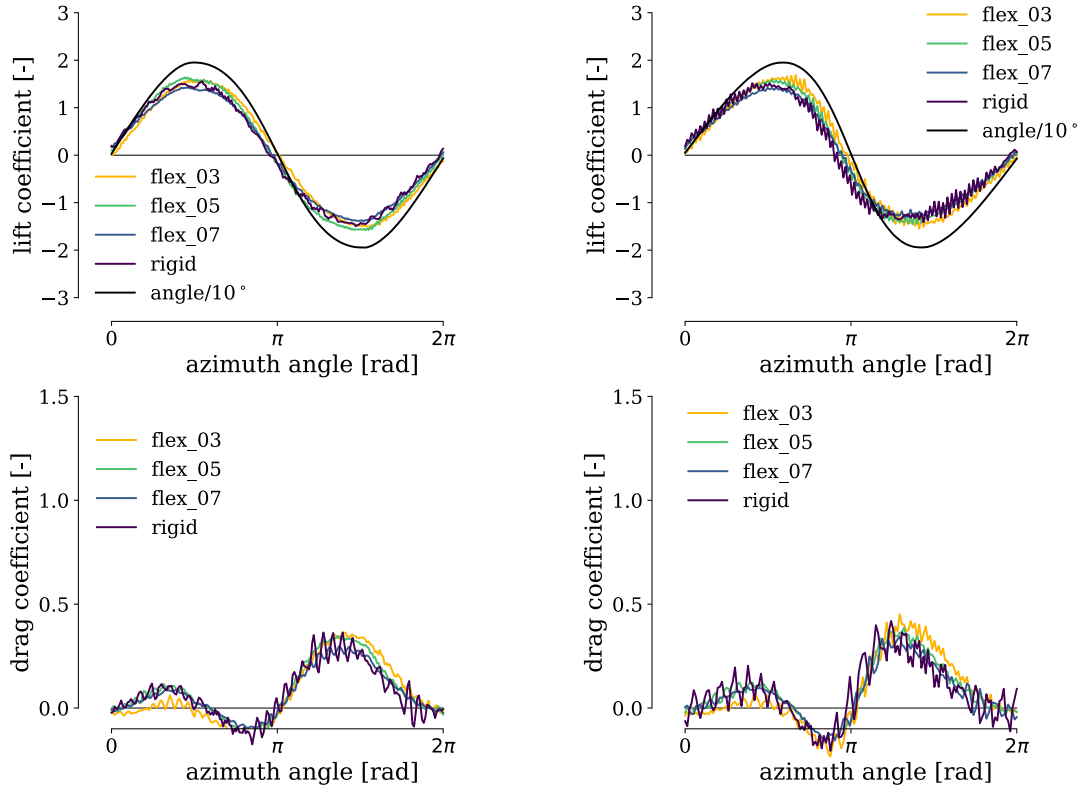 3
2
1
0
−1
−2
−3
lift coefficient [-]
flex_03
flex_05
flex_07
rigid
angle/10°
0
π
2π
azimuth angle [rad]
3
2
1
0
−1
−2
−3
lift coefficient [-]
flex_03
flex_05
flex_07
rigid
angle/10°
0
π
2π
azimuth angle [rad]
1.5
1.0
0.5
0.0
drag coefficient [-]
flex_03
flex_05
flex_07
rigid
0
π
2π
azimuth angle [rad]
1.5
1.0
0.5
0.0
drag coefficient [-]
flex_03
flex_05
flex_07
rigid
0
π
2π
azimuth angle [rad]